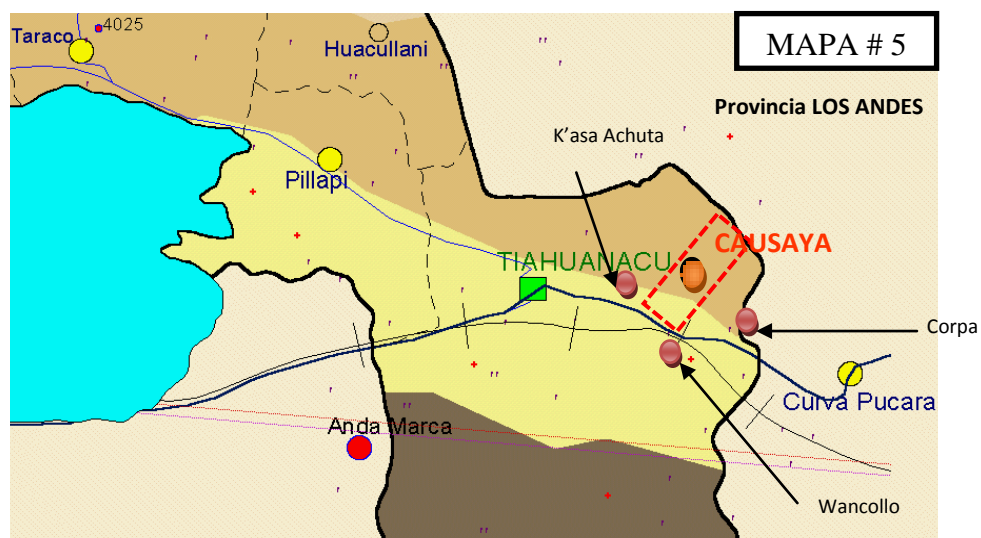 MAPA # 5
4025
Taraco
Huacullani
Provincia LOS ANDES
K'asa Achuta
Pillapi
CAUSAYA
TIAHUANACU
Corpa
Curva Pucara
Anda Marca
Wancollo